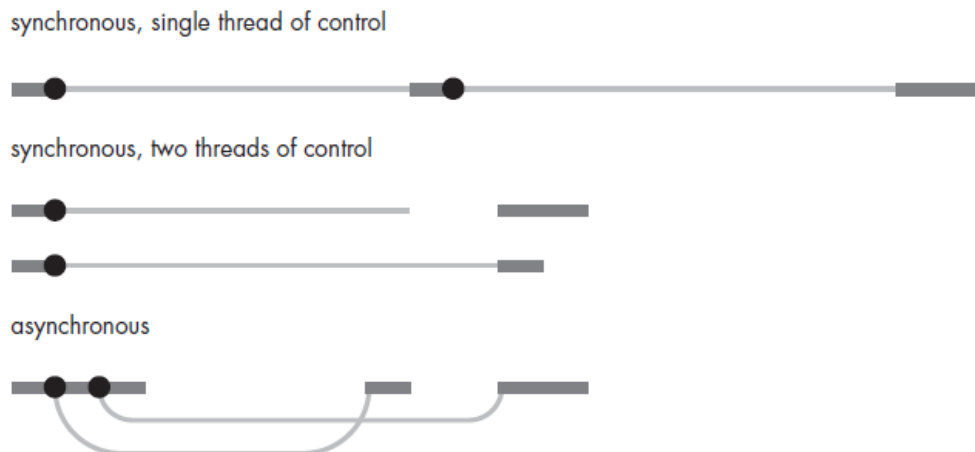 synchronous, single thread of control
synchronous, two threads of control
asynchronous